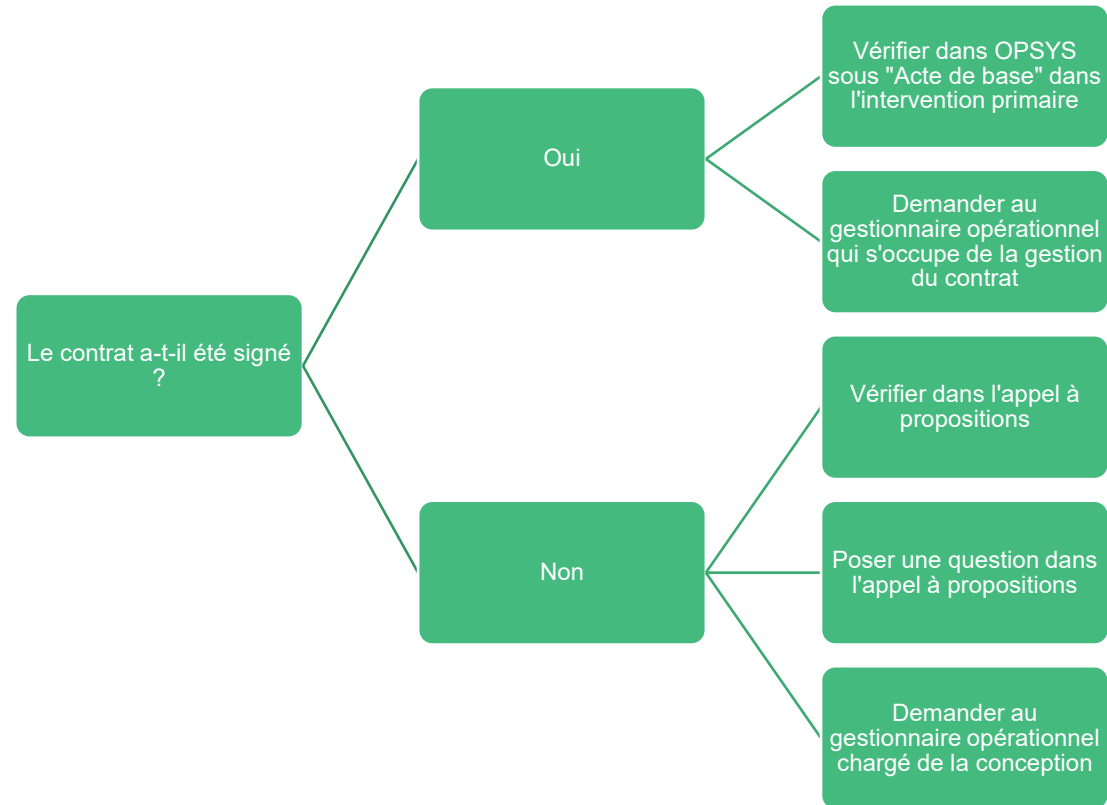 Le contrat a-t-il été signé
?
Oui
Vérifier dans OPSYS
sous "Acte de base" dans
l'intervention primaire
Demander au
gestionnaire opérationnel
qui s'occupe de la gestion
du contrat
Non
Vérifier dans l'appel à
propositions
Poser une question dans
l'appel à propositions
Demander au
gestionnaire opérationnel
chargé de la conception